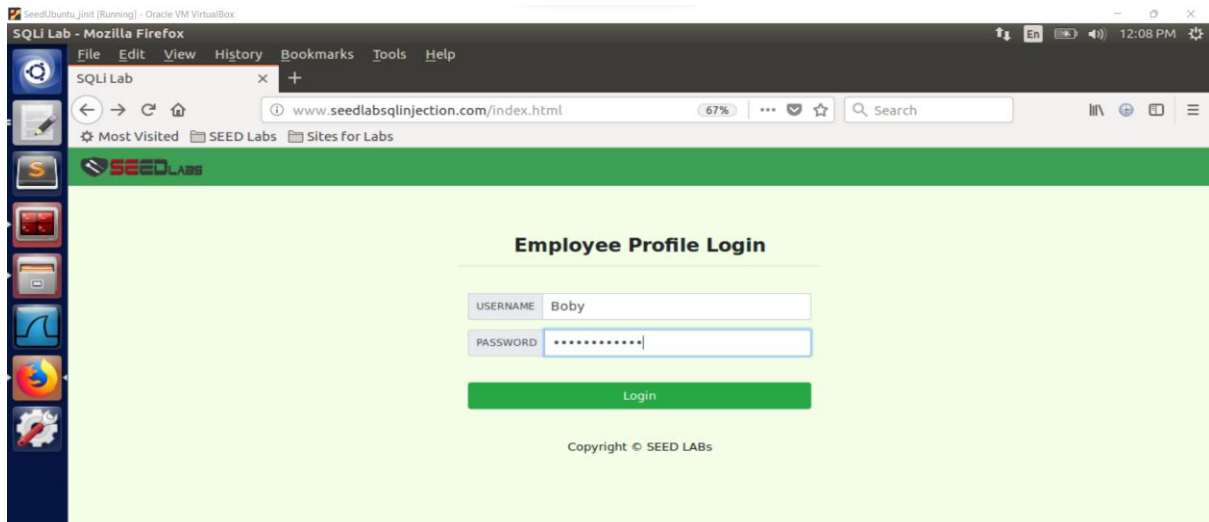 SeedUbuntu_jinit [Running] - Oracle VM VirtualBox
SQLi Lab - Mozilla Firefox En 12:08 PM
File Edit View History Bookmarks Tools Help
SQLi Lab
www.seedlabsqlinjection.com/index.html 67% Search
Most Visited SEED Labs Sites for Labs
SEEDLABS
Employee Profile Login
USERNAME Boby
PASSWORD ••••••••••••
Login
Copyright © SEED LABs